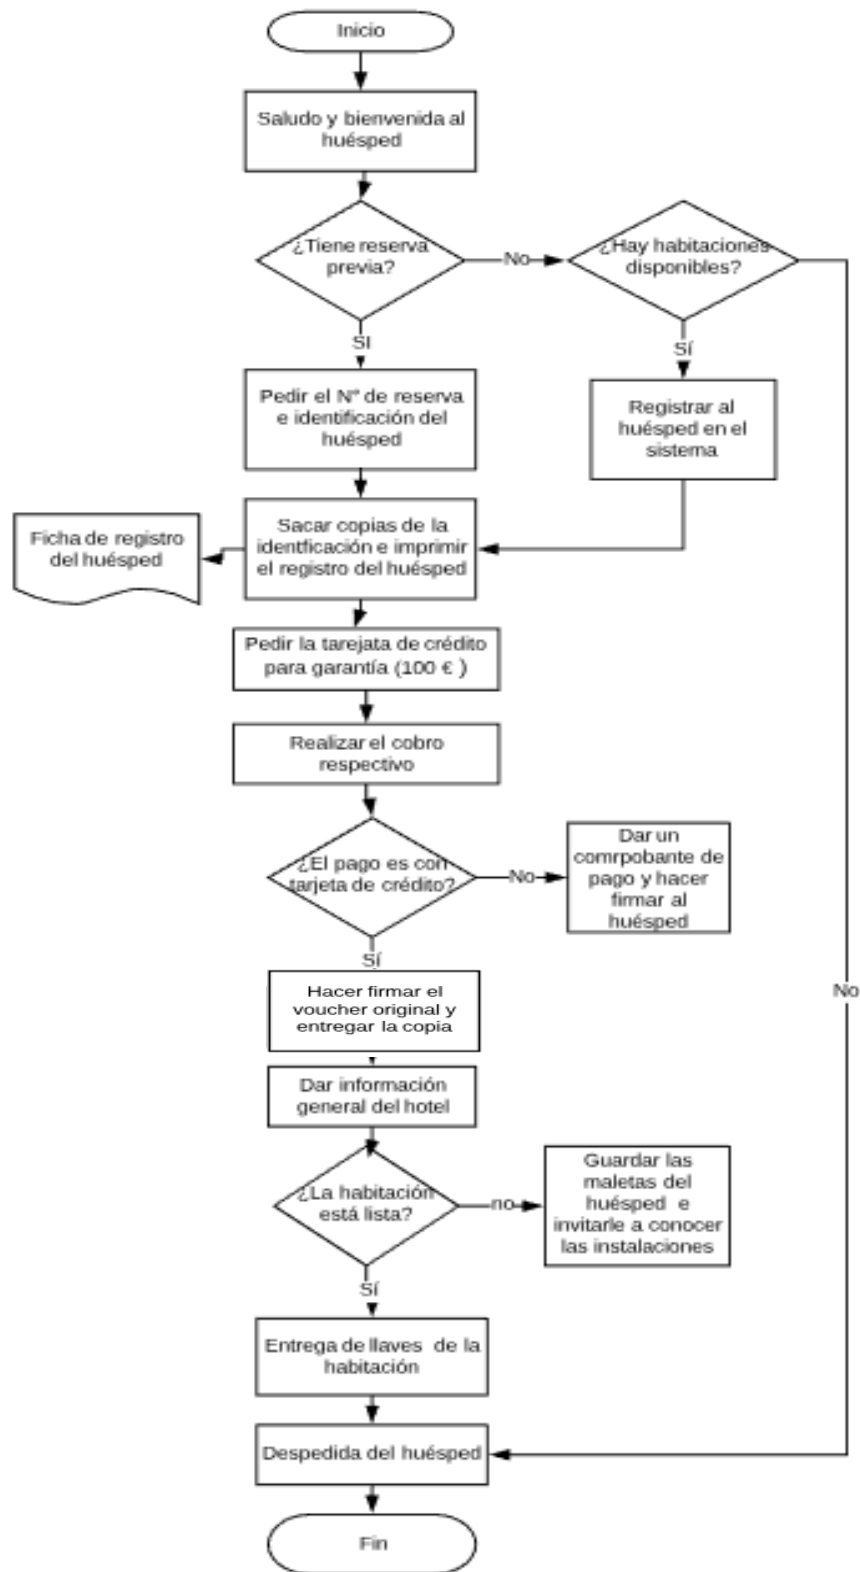 Inicio
Saludo y bienvenida al
huésped
¿Tiene reserva
previa?
No
¿Hay habitaciones
disponibles?
SI
Sí
Pedir el Nº de reserva
e identificación del
huésped
Registrar al
huésped en el
sistema
Ficha de registro
del huésped
Sacar copias de la
identficación e imprimir
el registro del huésped
Pedir la tarejata de crédito
para garantía (100 € )
Realizar el cobro
respectivo
¿El pago es con
tarjeta de crédito?
No
Dar un
comrpobante de
pago y hacer
firmar al
huésped
Sí
No
Hacer firmar el
voucher original y
entregar la copia
Dar información
general del hotel
¿La habitación
está lista?
no
Guardar las
maletas del
huésped e
invitarle a conocer
las instalaciones
Sí
Entrega de llaves de la
habitación
Despedida del huésped
Fin